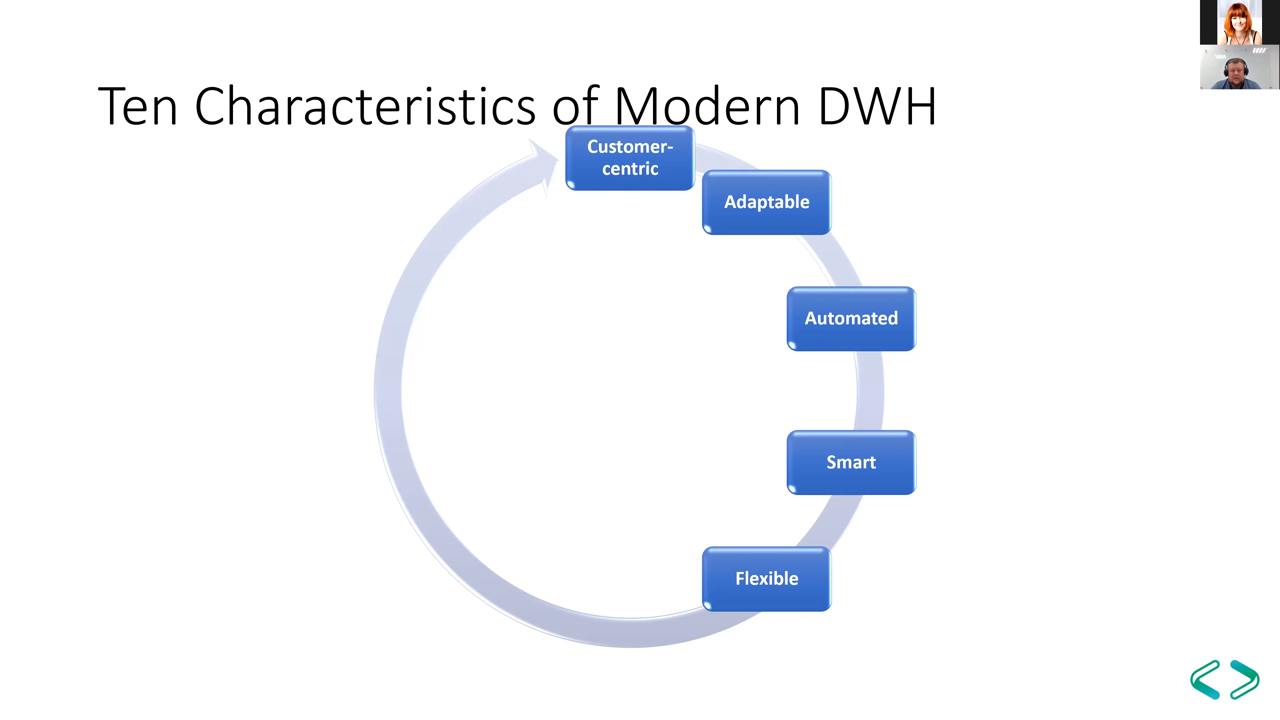 Ten Characteristics of Modern DWH
Customer-
centric
Adaptable
Automated
Smart
Flexible